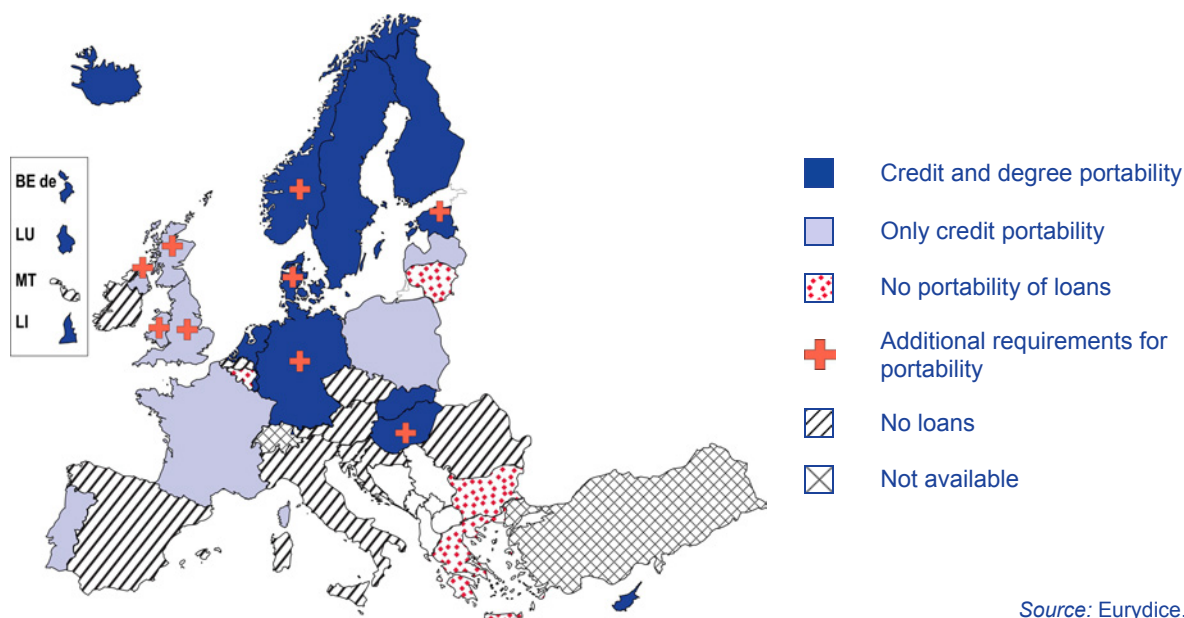 BE de
LU
MT
LI
Credit and degree portability
Only credit portability
No portability of loans
Additional requirements for
portability
No loans
Not available
Source: Eurydice.